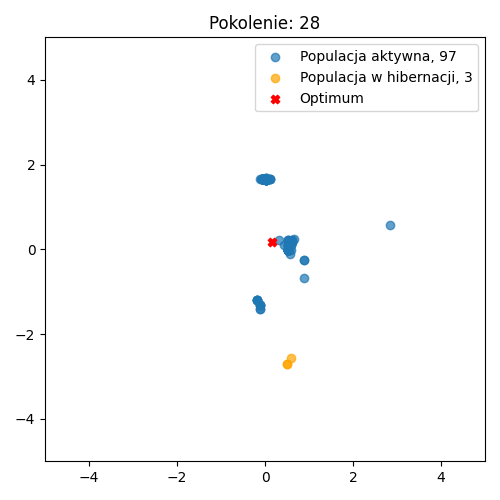 Pokolenie: 28
Populacja aktywna, 97
Populacja w hibernacji, 3
Optimum
4
2
0
−2
−4
−4
−2
0
2
4